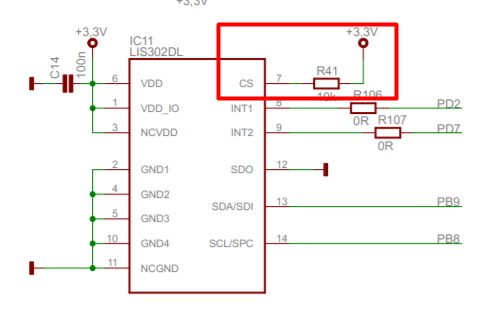 +3,3V
+3,3V
+3,3V
IC11
LIS302DL
C14
100n
R41
10k
6 VDD
CS 7
1 VDD_IO
INT1 8
R106
0R
PD2
3 NCVDD
INT2 9
R107
0R
PD7
2 GND1
SDO 12
4 GND2
5 GND3
SDA/SDI 13
PB9
10 GND4
SCL/SPC 14
PB8
11 NCGND